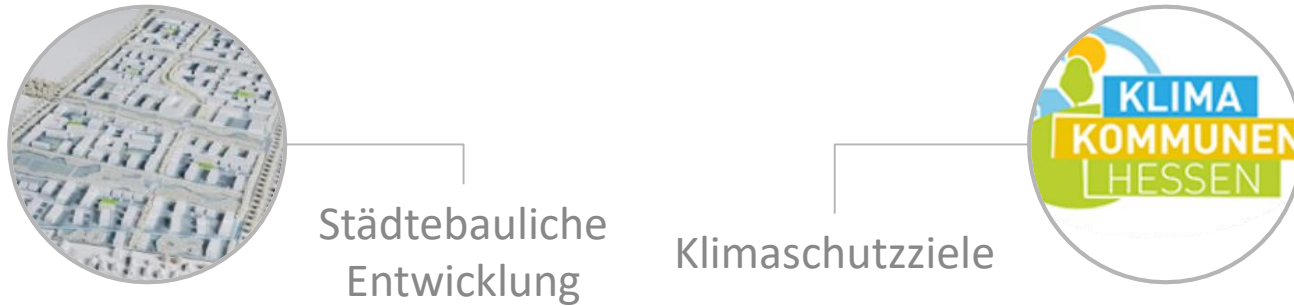 Städtebauliche
Entwicklung
Klimaschutzziele
KLIMA
KOMMUNEN
HESSEN